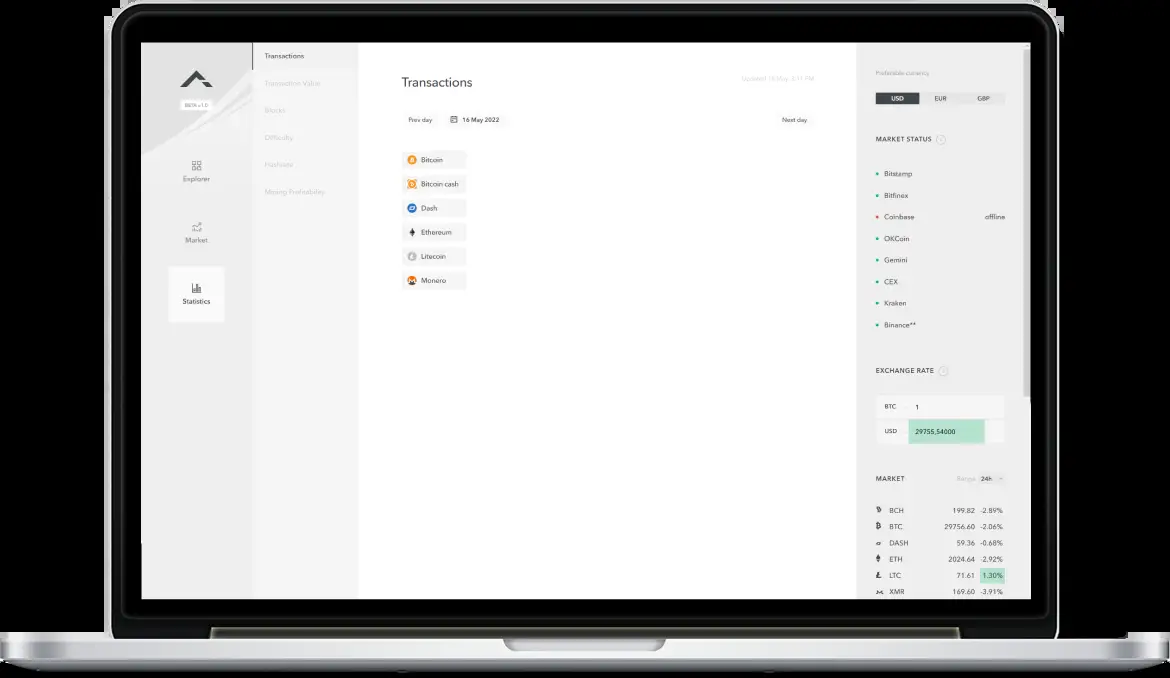 BETA v.1.0
Explorer
Market
Statistics
Transactions
Transaction Value
Blocks
Difficulty
Hashrate
Mining Profitability
Transactions
Updated 16 May, 3:11 PM
Prev day
16 May 2022
Next day
Bitcoin
Bitcoin cash
Dash
Ethereum
Litecoin
Monero
Preferable currency
USD EUR GBP
MARKET STATUS
Bitstamp
Bitfinex
Coinbase offline
OKCoin
Gemini
CEX
Kraken
Binance**
EXCHANGE RATE
BTC 1
USD 29755,54000
MARKET Range 24h
BCH 199.82 -2.89%
BTC 29756.60 -2.06%
DASH 59.36 -0.68%
ETH 2024.64 -2.92%
LTC 71.61 1.30%
XMR 169.60 -3.91%